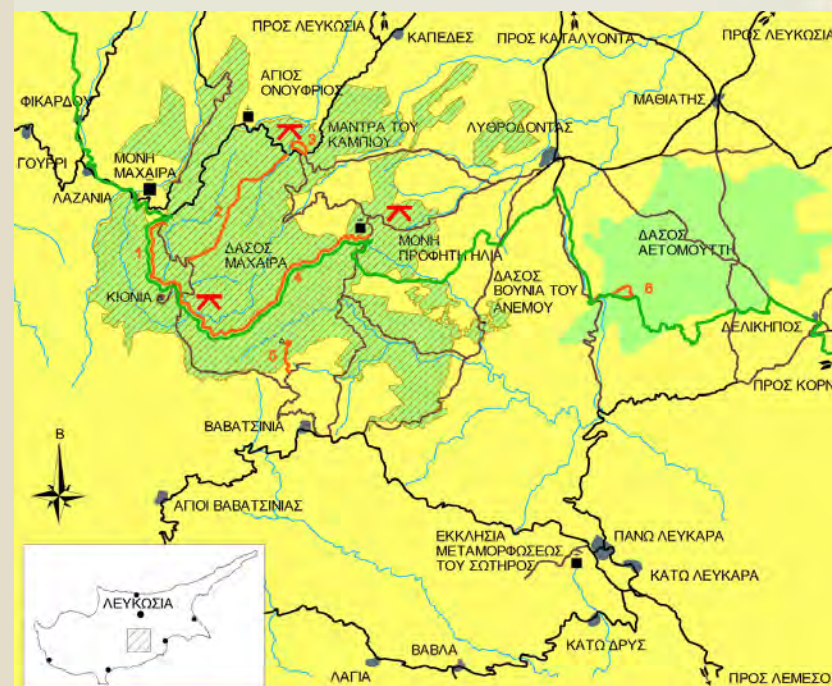 ΠΡΟΣ ΛΕΥΚΩΣΙΑ
ΚΑΠΕΔΕΣ
ΠΡΟΣ ΚΑΤΑΛΥΟΝΤΑ
ΠΡΟΣ ΛΕΥΚΩΣΙΑ
ΑΓΙΟΣ
ΟΝΟΥΦΡΙΟΣ
ΦΙΚΑΡΔΟΥ
ΜΑΘΙΑΤΗΣ
ΜΑΝΤΡΑ ΤΟΥ
ΚΑΜΠΙΟΥ
ΛΥΘΡΟΔΟΝΤΑΣ
3
ΓΟΥΡΡΙ
ΜΟΝΗ
ΜΑΧΑΙΡΑ
ΛΑΖΑΝΙΑ
2
ΔΑΣΟΣ
ΜΑΧΑΙΡΑ
ΜΟΝΗ
ΠΡΟΦΗΤΗ ΗΛΙΑ
ΔΑΣΟΣ
ΑΕΤΟΜΟΥΤΤΗ
1
4
ΔΑΣΟΣ
ΒΟΥΝΙΑ ΤΟΥ
ΑΝΕΜΟΥ
6
ΚΙΟΝΙΑ
ΔΕΛΙΚΗΠΟΣ
5
ΠΡΟΣ ΚΟΡΝ
ΒΑΒΑΤΣΙΝΙΑ
Β
ΑΓΙΟΙ ΒΑΒΑΤΣΙΝΙΑΣ
ΕΚΚΛΗΣΙΑ
ΜΕΤΑΜΟΡΦΩΣΕΩΣ
ΤΟΥ ΣΩΤΗΡΟΣ
ΠΑΝΩ ΛΕΥΚΑΡΑ
ΚΑΤΩ ΛΕΥΚΑΡΑ
ΛΕΥΚΩΣΙΑ
ΚΑΤΩ ΔΡΥΣ
ΒΑΒΛΑ
ΛΑΓΙΑ
ΠΡΟΣ ΛΕΜΕΣΟ